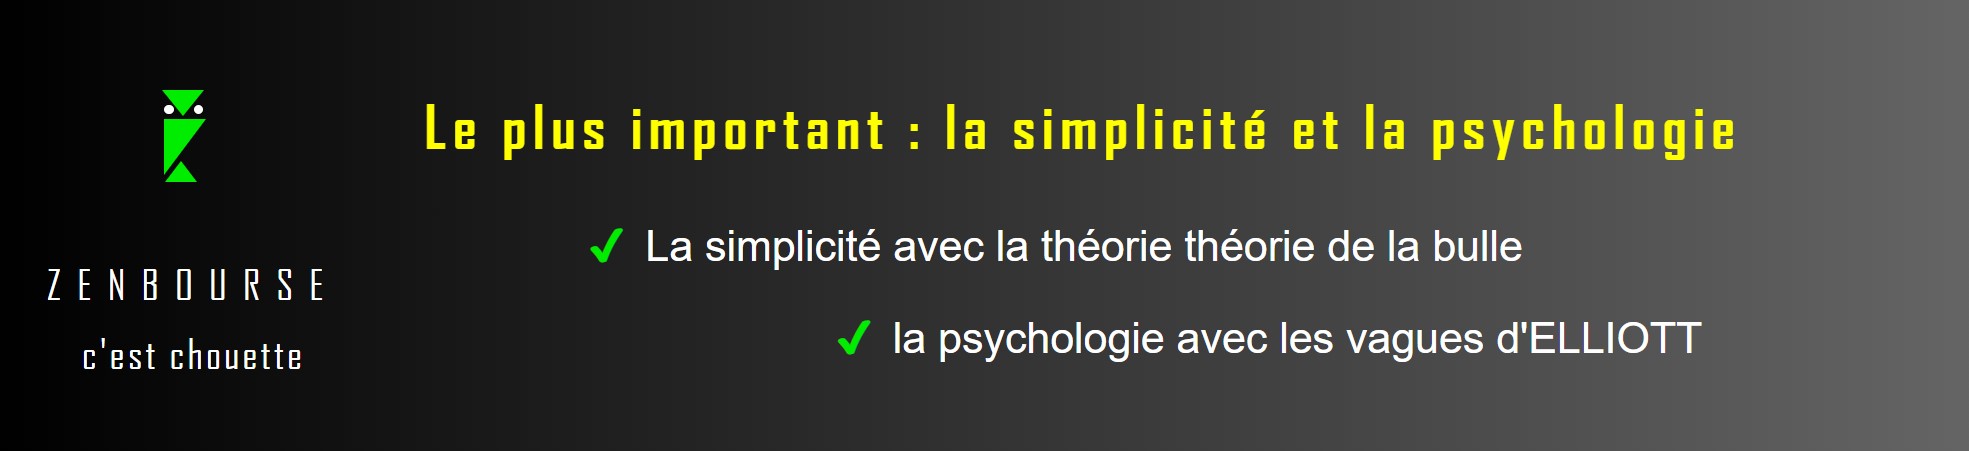 Le plus important : la simplicité et la psychologie
La simplicité avec la théorie théorie de la bulle
la psychologie avec les vagues d'ELLIOTT
ZENBOURSE
c'est chouette